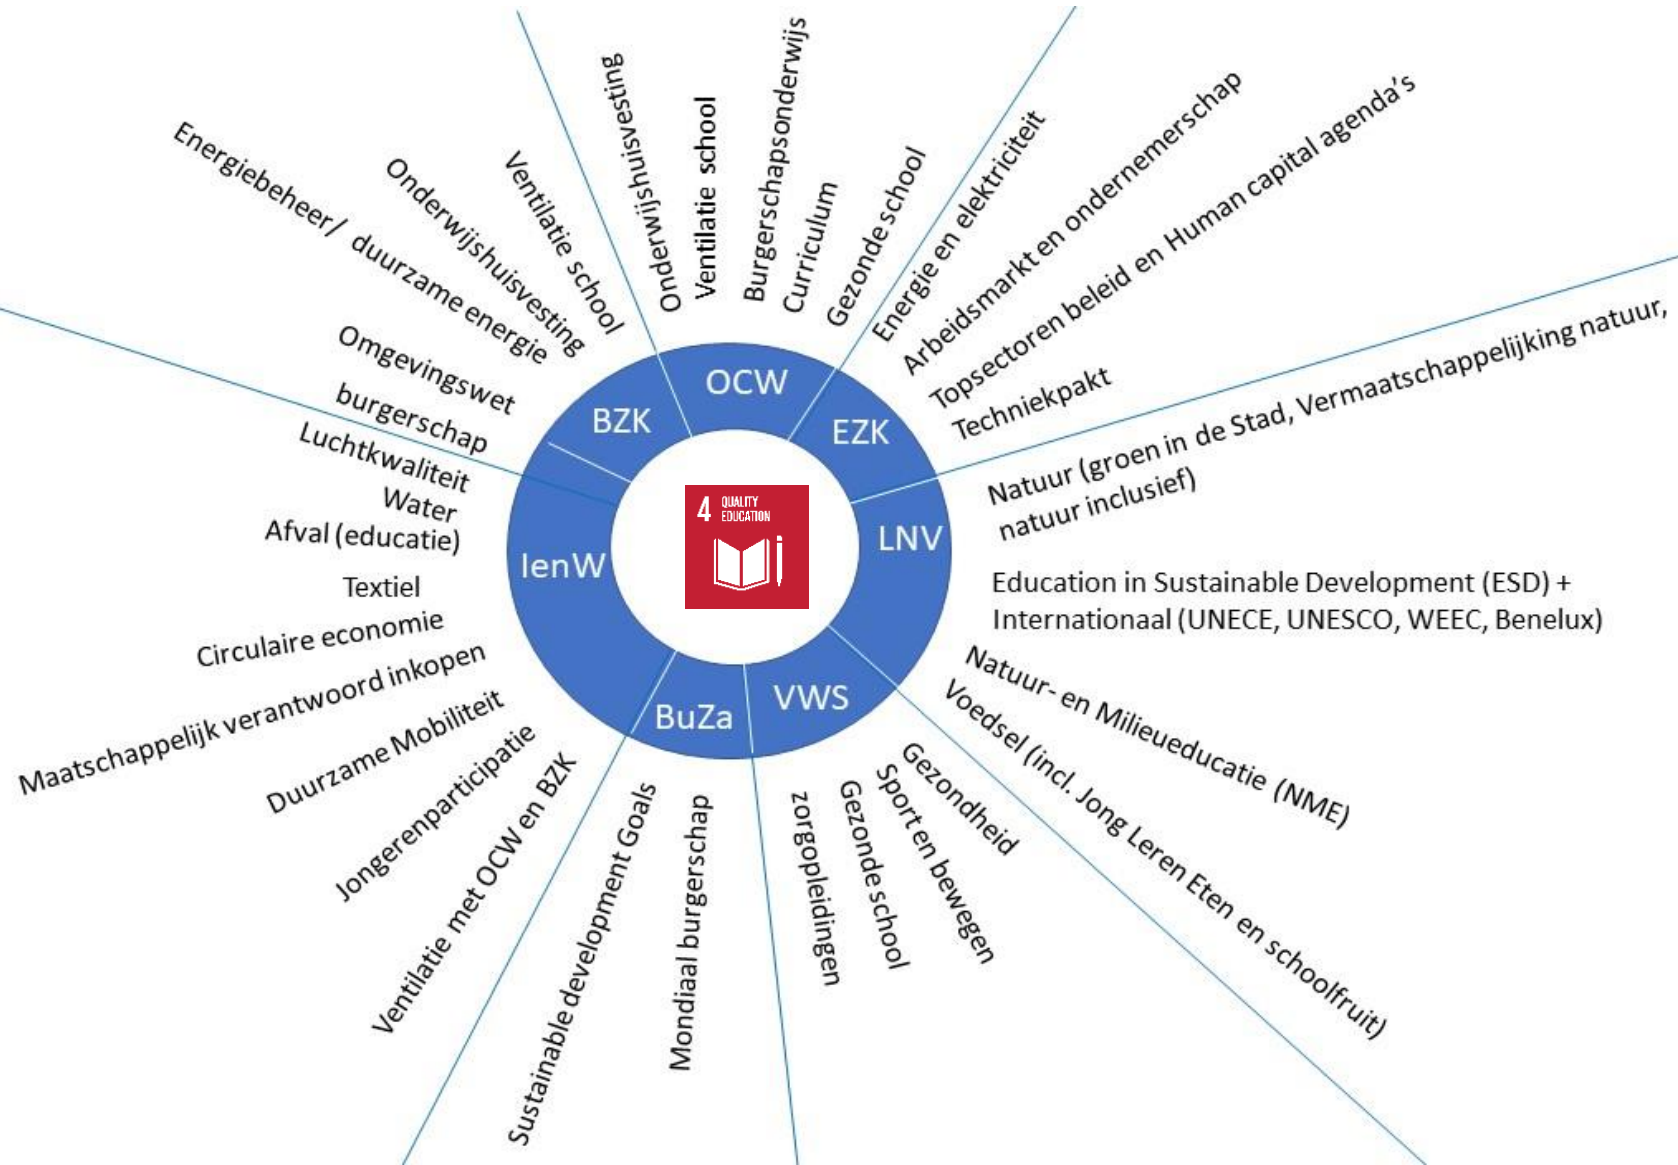 Onderwijshuisvesting
Ventilatie school
Burgerschapsonderwijs
Curriculum
Gezonde school
OCW
Energie en elektriciteit
Arbeidsmarkt en ondernemerschap
Topsectoren beleid en Human capital agenda's
Techniekpakt
EZK
Natuur (groen in de Stad, Vermaatschappelijking natuur,
natuur inclusief)
Education in Sustainable Development (ESD) +
Internationaal (UNECE, UNESCO, WEEC, Benelux)
Natuur- en Milieueducatie (NME)
Voedsel (incl. Jong Leren Eten en schoolfruit)
LNV
Gezondheid
Sport en bewegen
Gezonde school
zorgopleidingen
VWS
Mondiaal burgerschap
Sustainable development Goals
BuZa
Ventilatie met OCW en BZK
Jongerenparticipatie
Duurzame Mobiliteit
Maatschappelijk verantwoord inkopen
Circulaire economie
Textiel
Afval (educatie)
Water
Luchtkwaliteit
IenW
burgerschap
Omgevingswet
Energiebeheer/ duurzame energie
Onderwijshuisvesting
Ventilatie school
BZK
4 QUALITY
EDUCATION